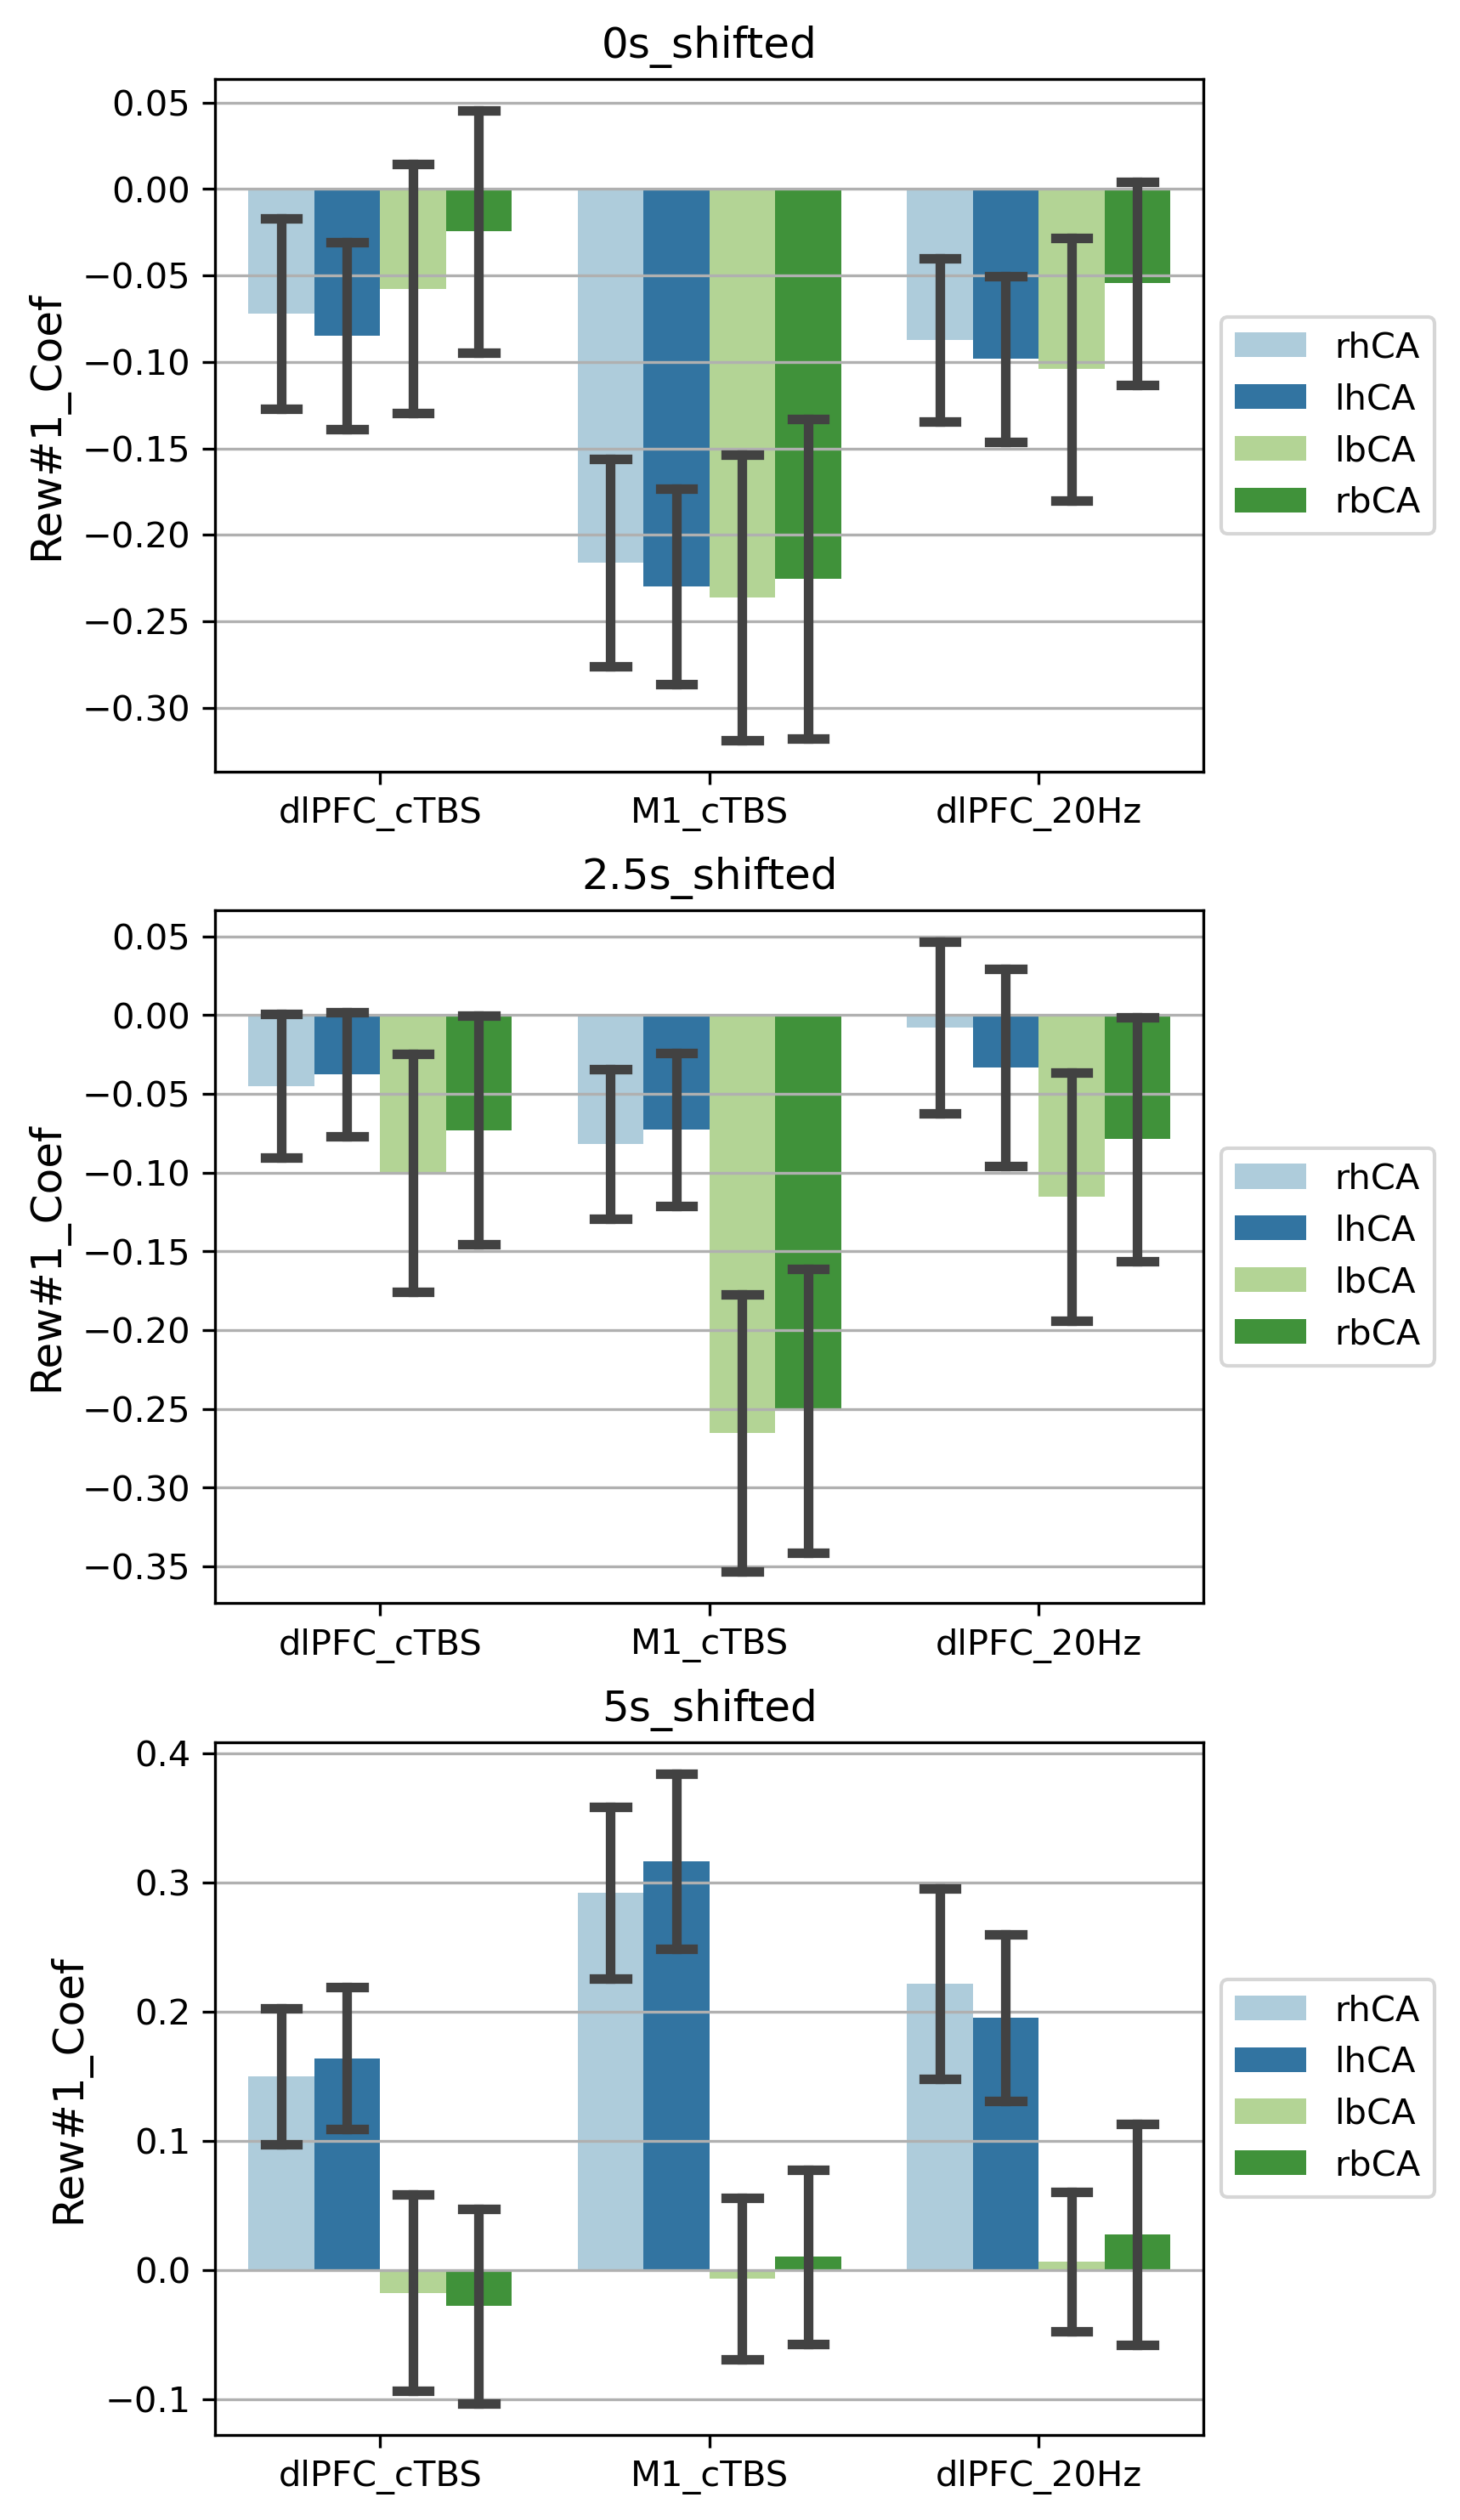 0s_shifted
0.05
0.00
−0.05
−0.10
−0.15
−0.20
−0.25
−0.30
Rew#1_Coef
dlPFC_cTBS M1_cTBS dlPFC_20Hz
rhCA
lhCA
lbCA
rbCA
2.5s_shifted
0.05
0.00
−0.05
−0.10
−0.15
−0.20
−0.25
−0.30
−0.35
Rew#1_Coef
dlPFC_cTBS M1_cTBS dlPFC_20Hz
rhCA
lhCA
lbCA
rbCA
5s_shifted
0.4
0.3
0.2
0.1
0.0
−0.1
Rew#1_Coef
dlPFC_cTBS M1_cTBS dlPFC_20Hz
rhCA
lhCA
lbCA
rbCA